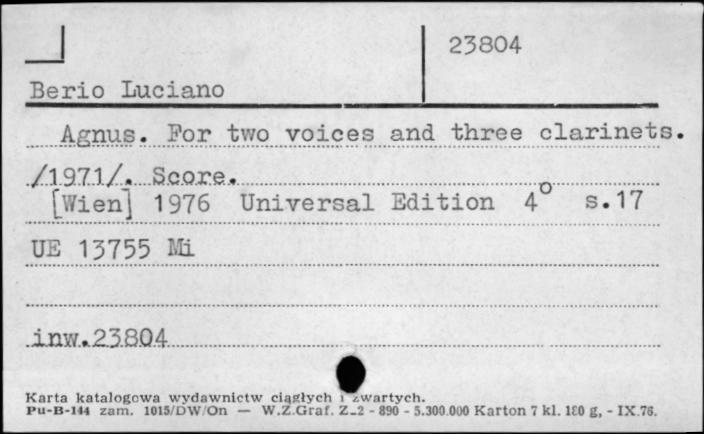 23804
Berio Luciano
Agnus. For two voices and three clarinets.
/1971/. Score.
[Wien] 1976 Universal Edition 4° s.17
UE 13755 Mi
inw.23804
Karta katalogowa wydawnictw ciągłych i zwartych.
Pu-B-144 zam. 1015/DW/On — W.Z.Graf. Z-2 - 890 - 5.300.000 Karton 7 kl. 180 g, - IX.76.